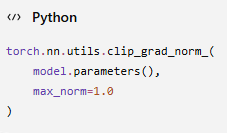 </> Python
torch.nn.utils.clip_grad_norm_(
    model.parameters(),
    max_norm=1.0
)